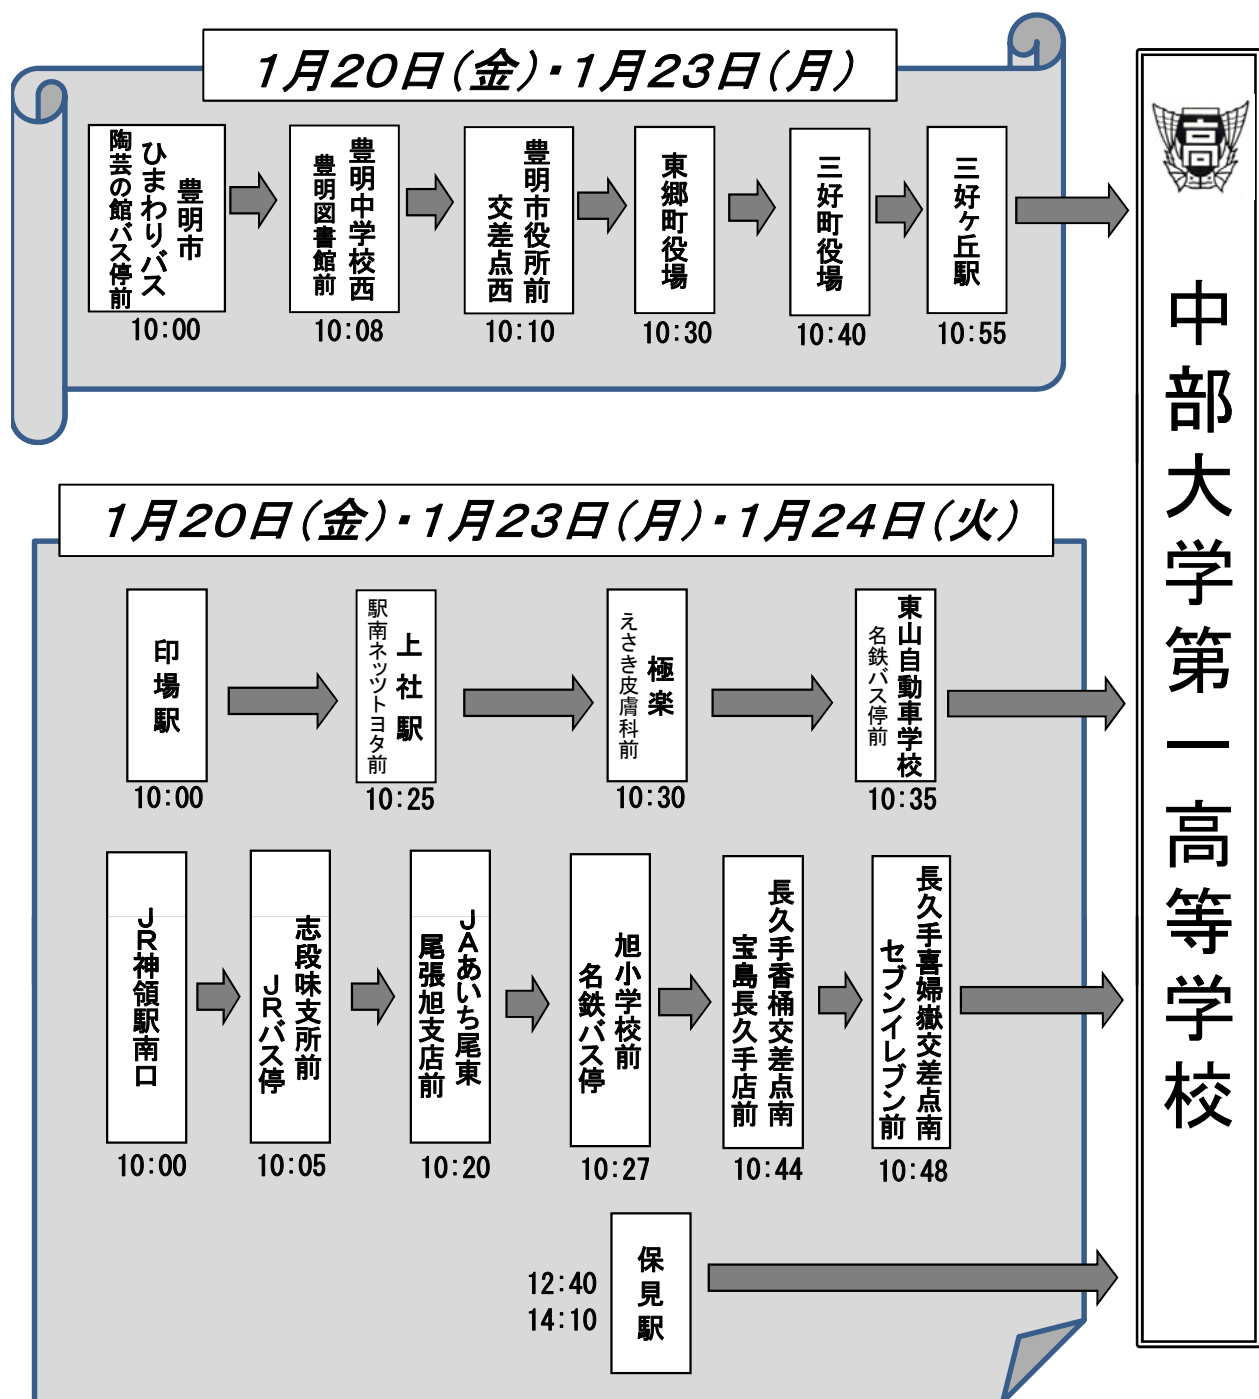 1月20日(金)・1月23日(月)
豊明市
ひまわりバス
陶芸の館バス停前
10:00
豊明中学校西
豊明図書館前
10:08
豊明市役所前
交差点西
10:10
東郷町役場
10:30
三好町役場
10:40
三好ヶ丘駅
10:55
高
中部大学第一高等学校
1月20日(金)・1月23日(月)・1月24日(火)
印場駅
10:00
上社駅
駅南ネッツトヨタ前
10:25
極楽
えさき皮膚科前
10:30
東山自動車学校
名鉄バス停前
10:35
JR神領駅南口
10:00
志段味支所前
JRバス停
10:05
JAあいち尾東
尾張旭支店前
10:20
旭小学校前
名鉄バス停
10:27
長久手香桶交差点南
宝島長久手店前
10:44
長久手喜婦嶽交差点南
セブンイレブン前
10:48
保見駅
12:40
14:10